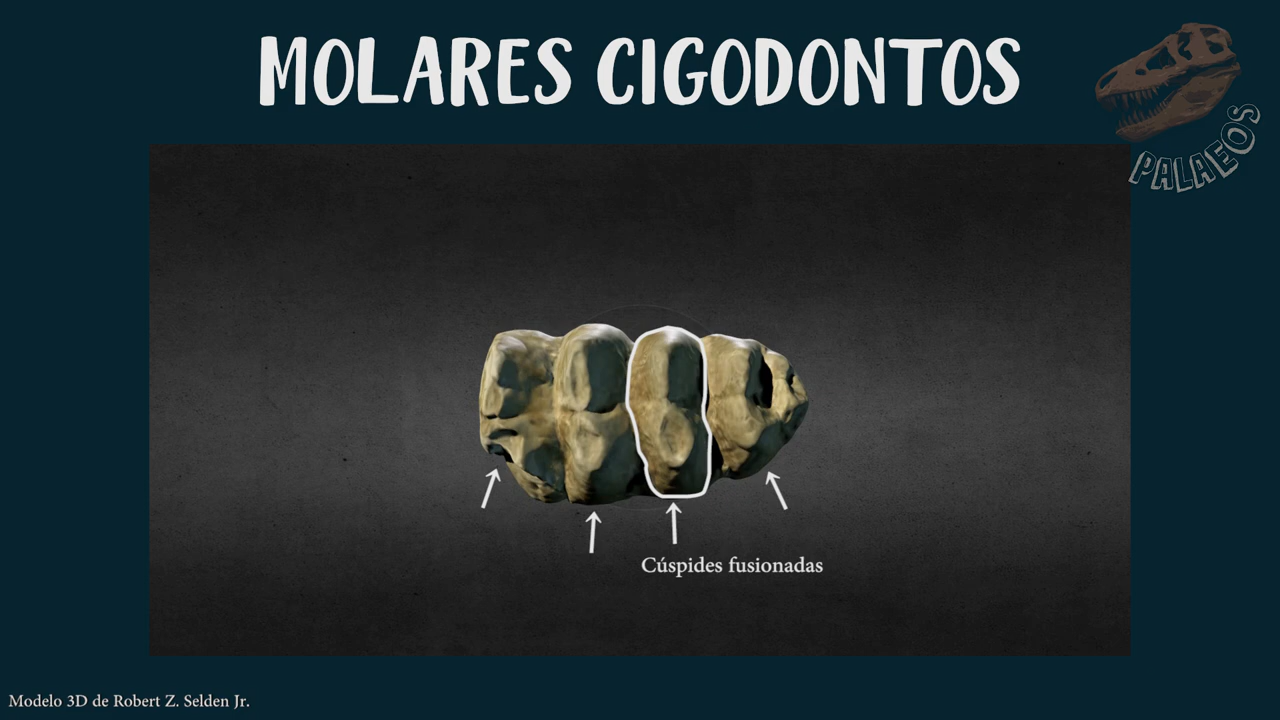 MOLARES CIGODONTOS
PALAEOS
Cúspides fusionadas
Modelo 3D de Robert Z. Selden Jr.